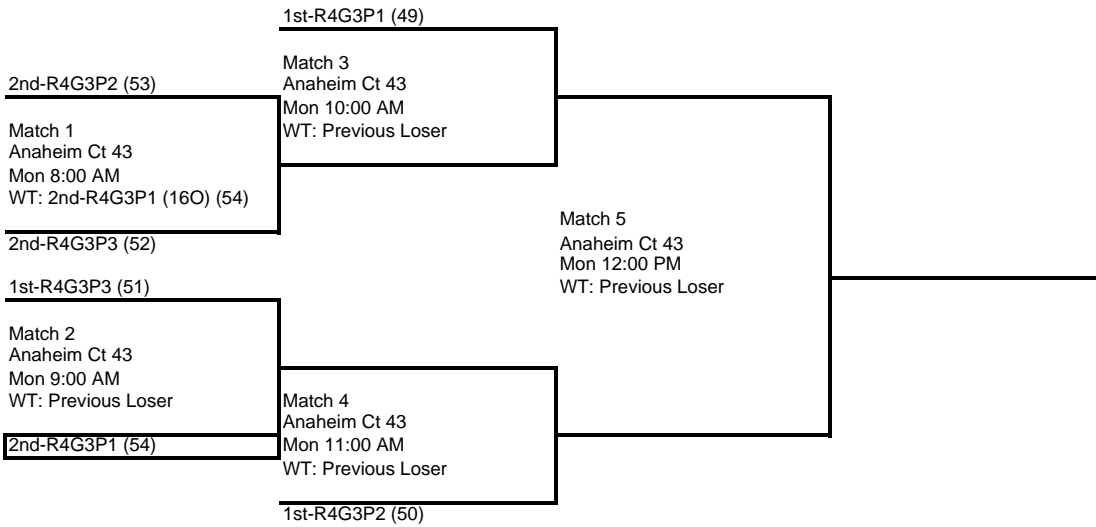 1st-R4G3P1 (49)
Match 3
Anaheim Ct 43
Mon 10:00 AM
WT: Previous Loser
2nd-R4G3P2 (53)
Match 1
Anaheim Ct 43
Mon 8:00 AM
WT: 2nd-R4G3P1 (16O) (54)
2nd-R4G3P3 (52)
Match 5
Anaheim Ct 43
Mon 12:00 PM
WT: Previous Loser
1st-R4G3P3 (51)
Match 2
Anaheim Ct 43
Mon 9:00 AM
WT: Previous Loser
2nd-R4G3P1 (54)
Match 4
Anaheim Ct 43
Mon 11:00 AM
WT: Previous Loser
1st-R4G3P2 (50)